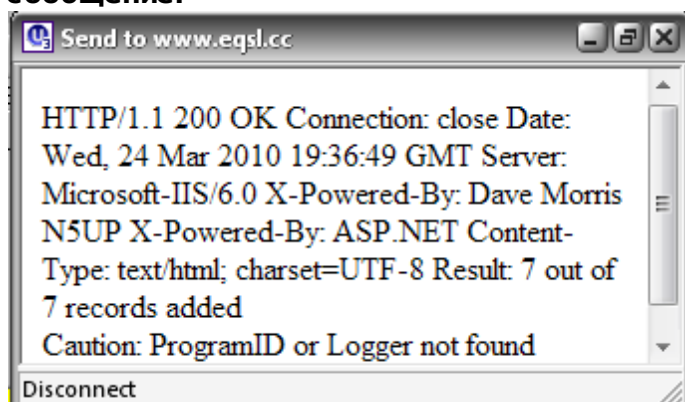 сообщение:
Send to www.eqsl.cc
HTTP/1.1 200 OK Connection: close Date:
Wed, 24 Mar 2010 19:36:49 GMT Server:
Microsoft-IIS/6.0 X-Powered-By: Dave Morris
N5UP X-Powered-By: ASP.NET Content-
Type: text/html; charset=UTF-8 Result: 7 out of
7 records added
Caution: ProgramID or Logger not found
Disconnect